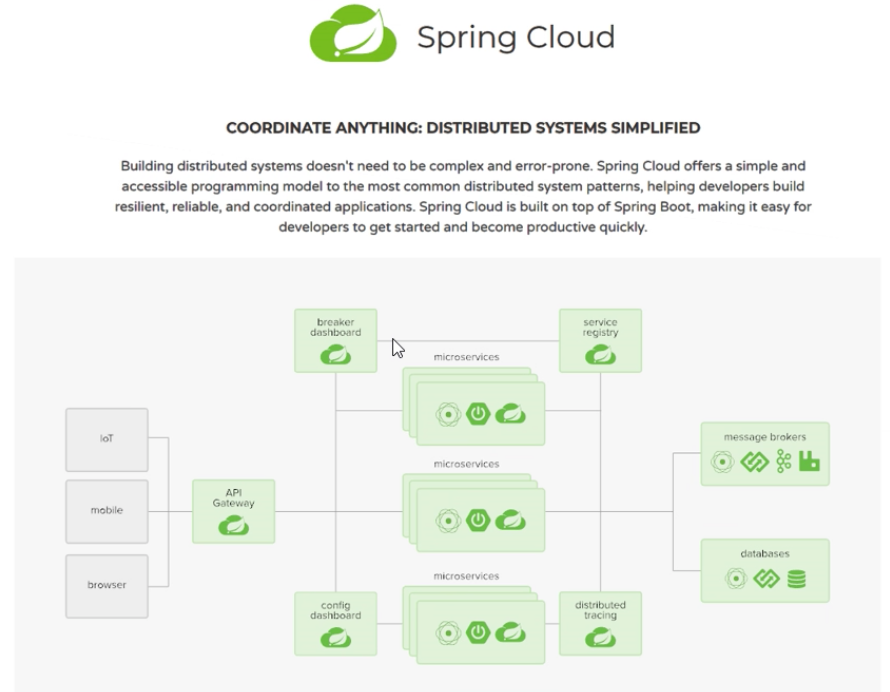 Spring Cloud
COORDINATE ANYTHING: DISTRIBUTED SYSTEMS SIMPLIFIED
Building distributed systems doesn't need to be complex and error-prone. Spring Cloud offers a simple and
accessible programming model to the most common distributed system patterns, helping developers build
resilient, reliable, and coordinated applications. Spring Cloud is built on top of Spring Boot, making it easy for
developers to get started and become productive quickly.
breaker
dashboard
service
registry
microservices
IoT
mobile
browser
API
Gateway
microservices
message brokers
databases
microservices
config
dashboard
distributed
tracing